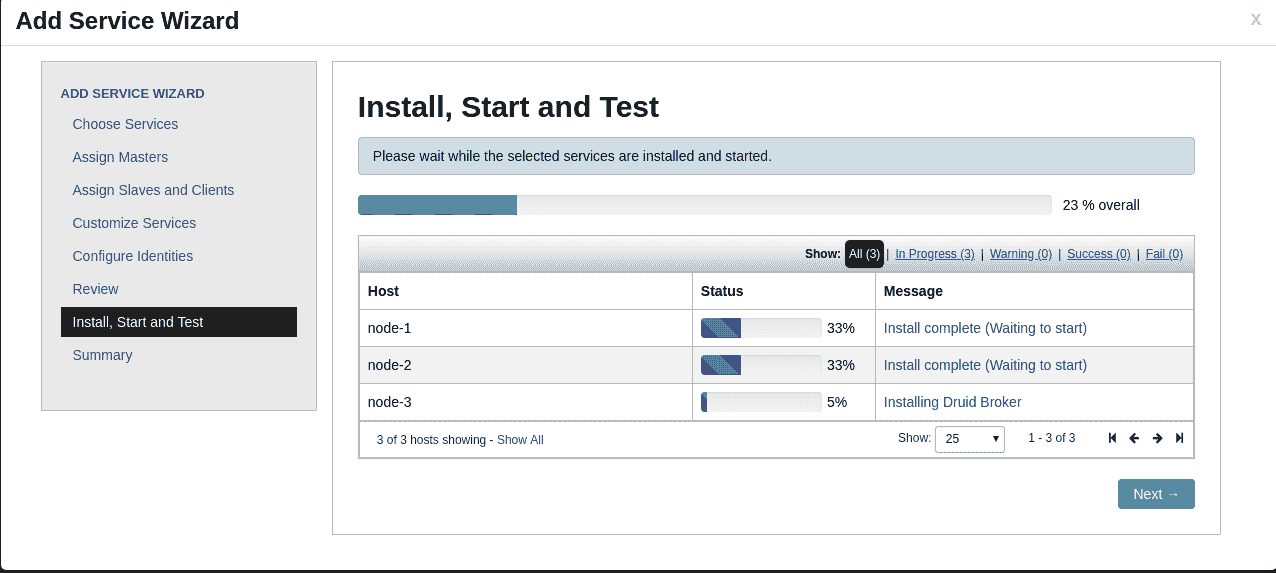 Add Service Wizard
x
ADD SERVICE WIZARD
Choose Services
Assign Masters
Assign Slaves and Clients
Customize Services
Configure Identities
Review
Install, Start and Test
Summary
Install, Start and Test
Please wait while the selected services are installed and started.
23 % overall
Show: All (3) | In Progress (3) | Warning (0) | Success (0) | Fail (0)
Host Status Message
node-1 33% Install complete (Waiting to start)
node-2 33% Install complete (Waiting to start)
node-3 5% Installing Druid Broker
3 of 3 hosts showing - Show All Show: 25 1 - 3 of 3
Next →